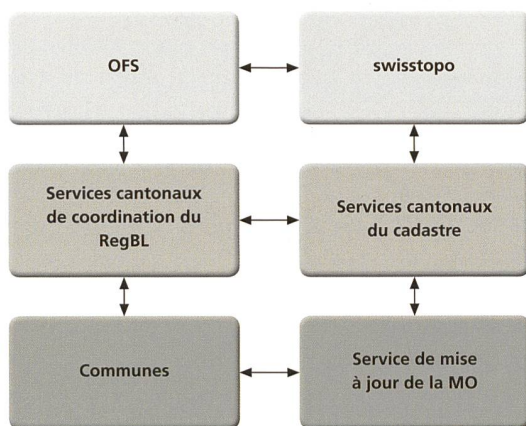 OFS
swisstopo
Services cantonaux
de coordination du
RegBL
Services cantonaux
du cadastre
Communes
Service de mise
à jour de la MO